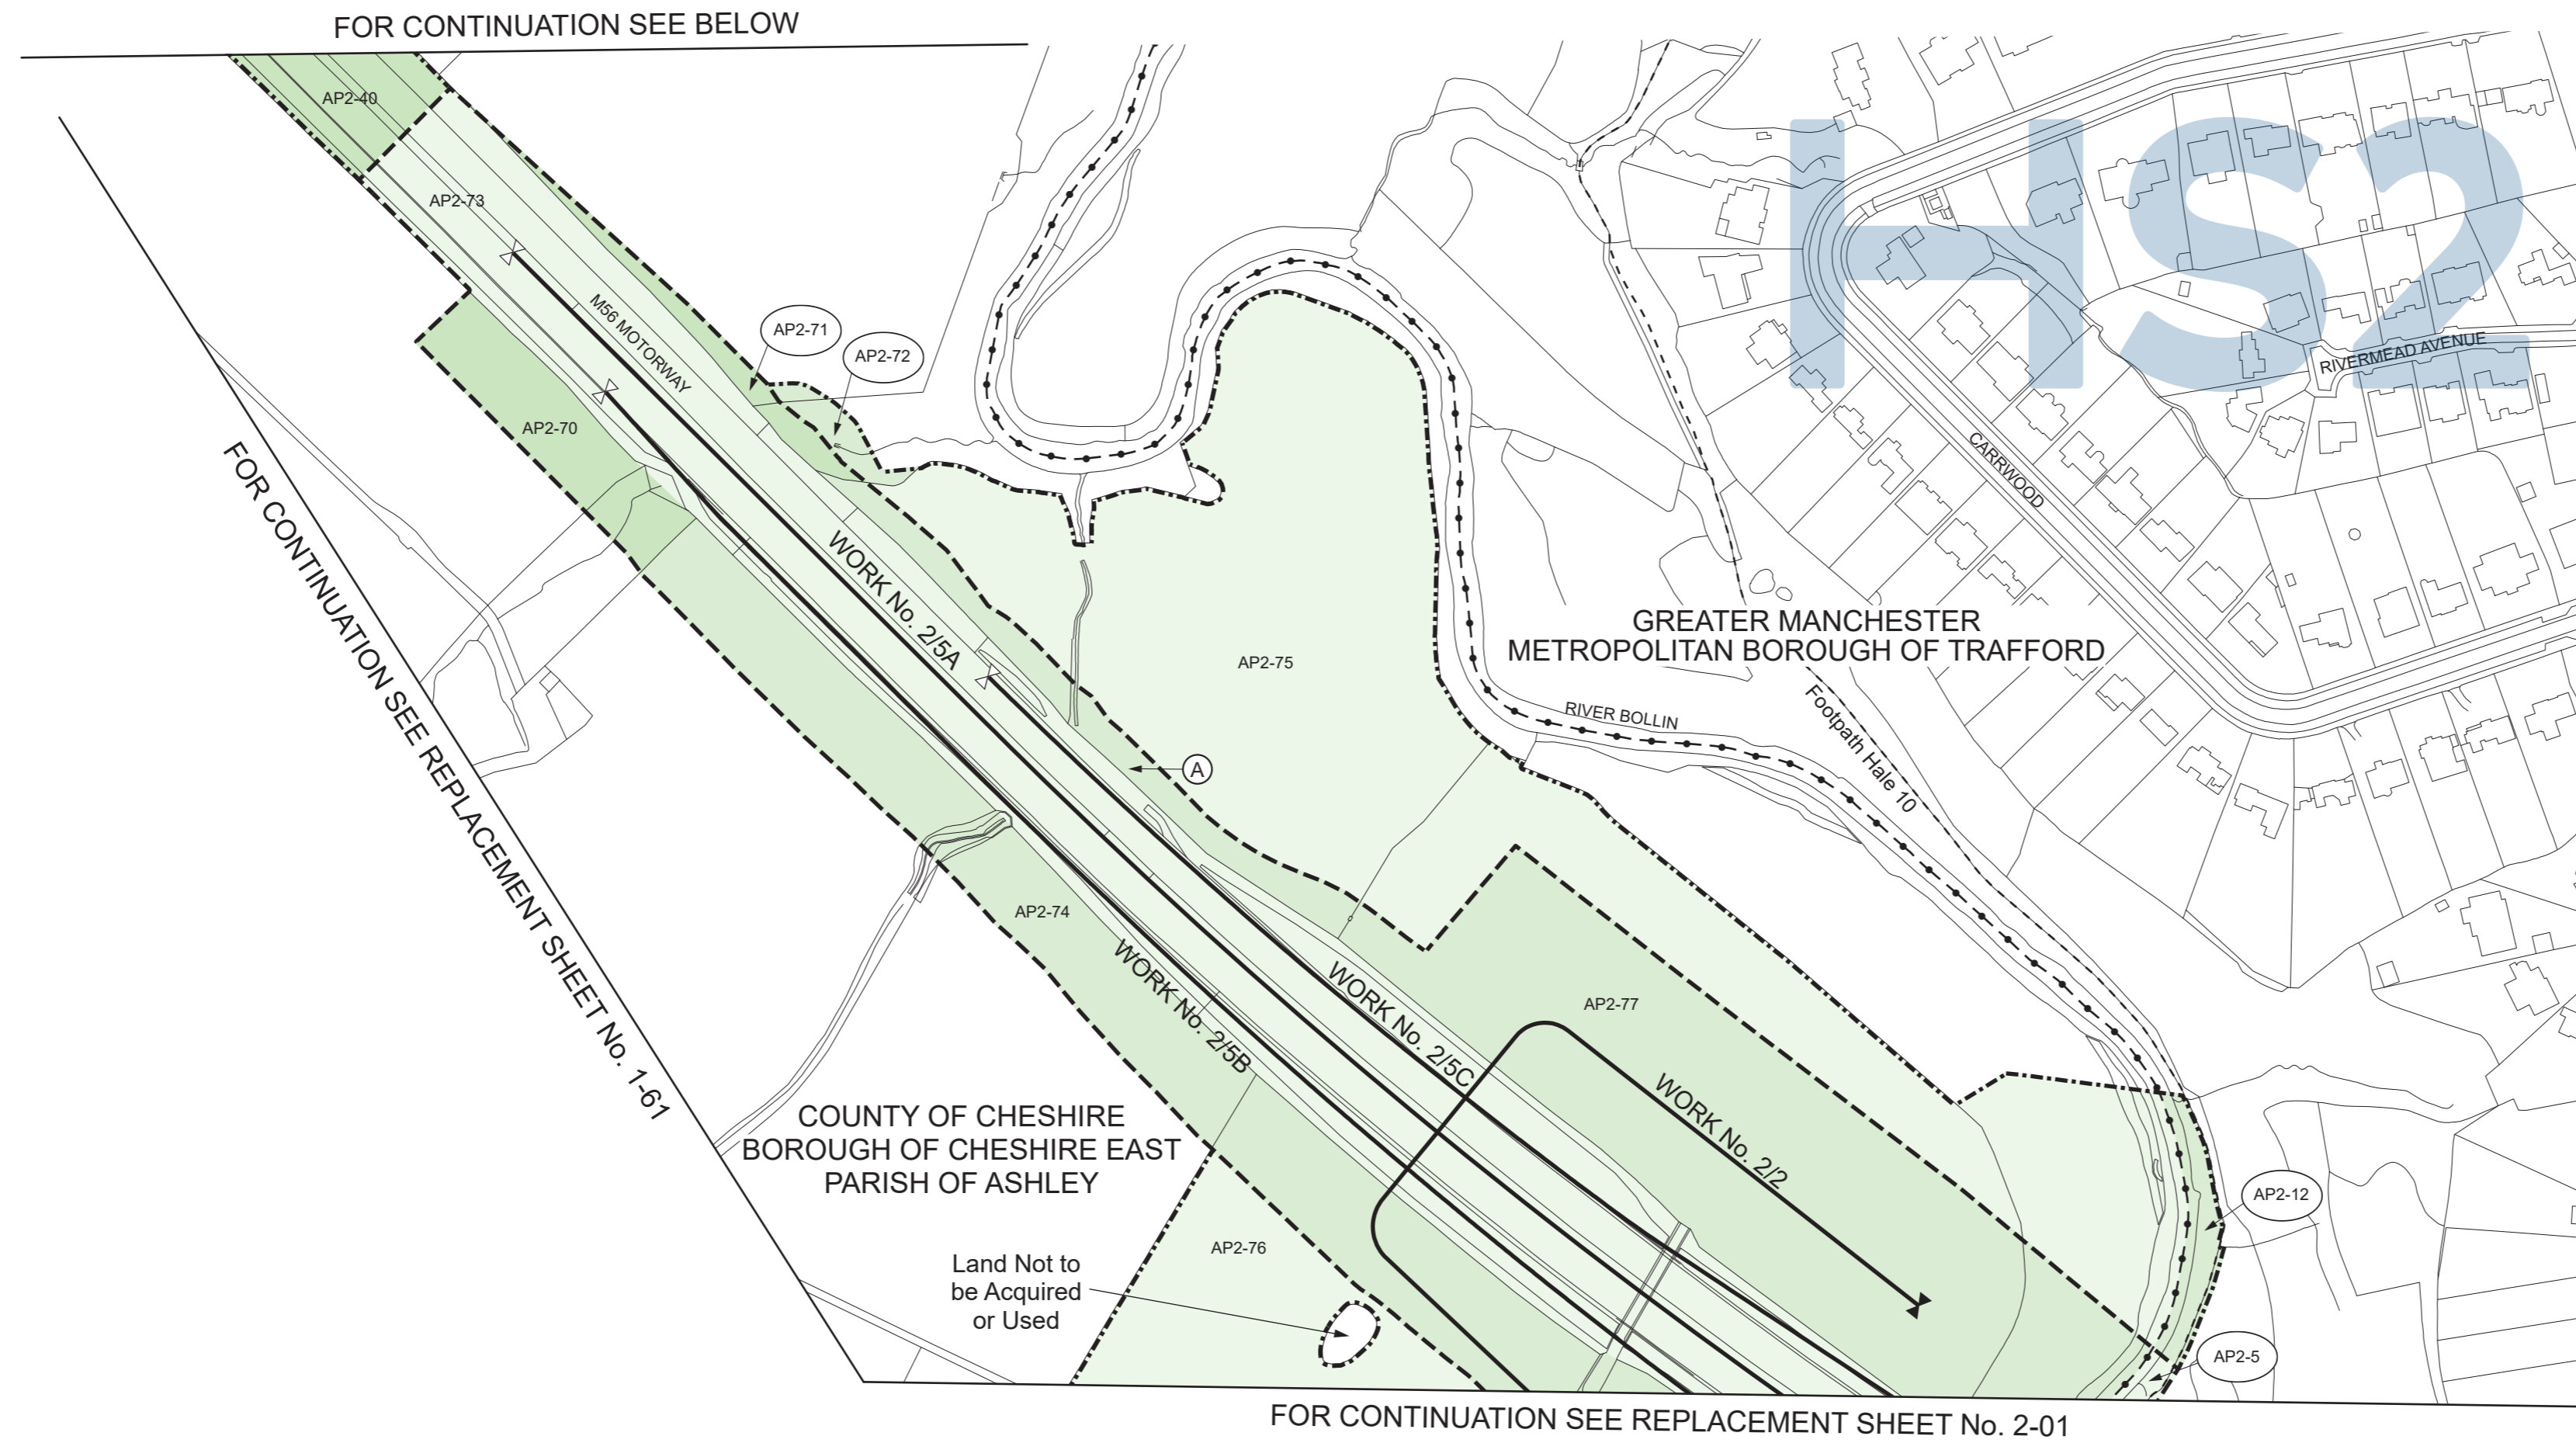 FOR CONTINUATION SEE BELOW
AP2-40
HS2
AP2-73
M56 MOTORWAY
AP2-71
AP2-72
RIVERMEAD AVENUE
AP2-70
CARRWOOD
FOR CONTINUATION SEE REPLACEMENT SHEET No. 1-61
WORK No. 2/5A
GREATER MANCHESTER
METROPOLITAN BOROUGH OF TRAFFORD
AP2-75
RIVER BOLLIN
Footpath Hale 10
A
AP2-74
WORK No. 2/5B
WORK No. 2/5C
AP2-77
WORK No. 2/2
COUNTY OF CHESHIRE
BOROUGH OF CHESHIRE EAST
PARISH OF ASHLEY
AP2-12
AP2-76
Land Not to
be Acquired
or Used
AP2-5
FOR CONTINUATION SEE REPLACEMENT SHEET No. 2-01